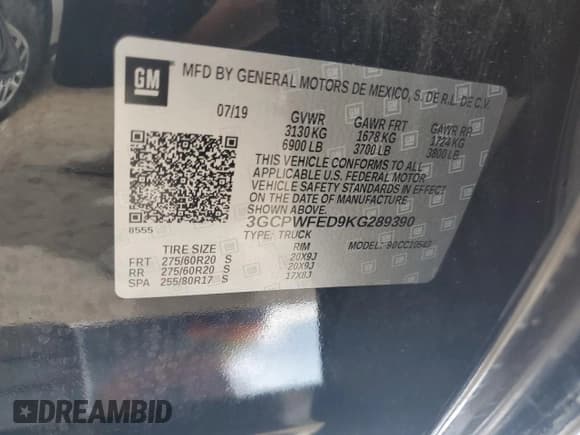 GM
MFD BY GENERAL MOTORS DE MEXICO, S. DE R.L. DE C.V.
07/19 GVWR GAWR FRT GAWR RR
3130 KG 1678 KG 1724 KG
6900 LB 3700 LB 3800 LB
THIS VEHICLE CONFORMS TO ALL
APPLICABLE U.S. FEDERAL MOTOR
VEHICLE SAFETY STANDARDS IN EFFECT
ON THE DATE OF MANUFACTURE
SHOWN ABOVE.
8555 3GCPWFED9KG289390
TYPE: TRUCK MODEL:
TIRE SIZE RIM
FRT 275/60R20 S 20X9J
RR 275/60R20 S 20X9J
SPA 255/80R17 S 17X8J
DREAMBID